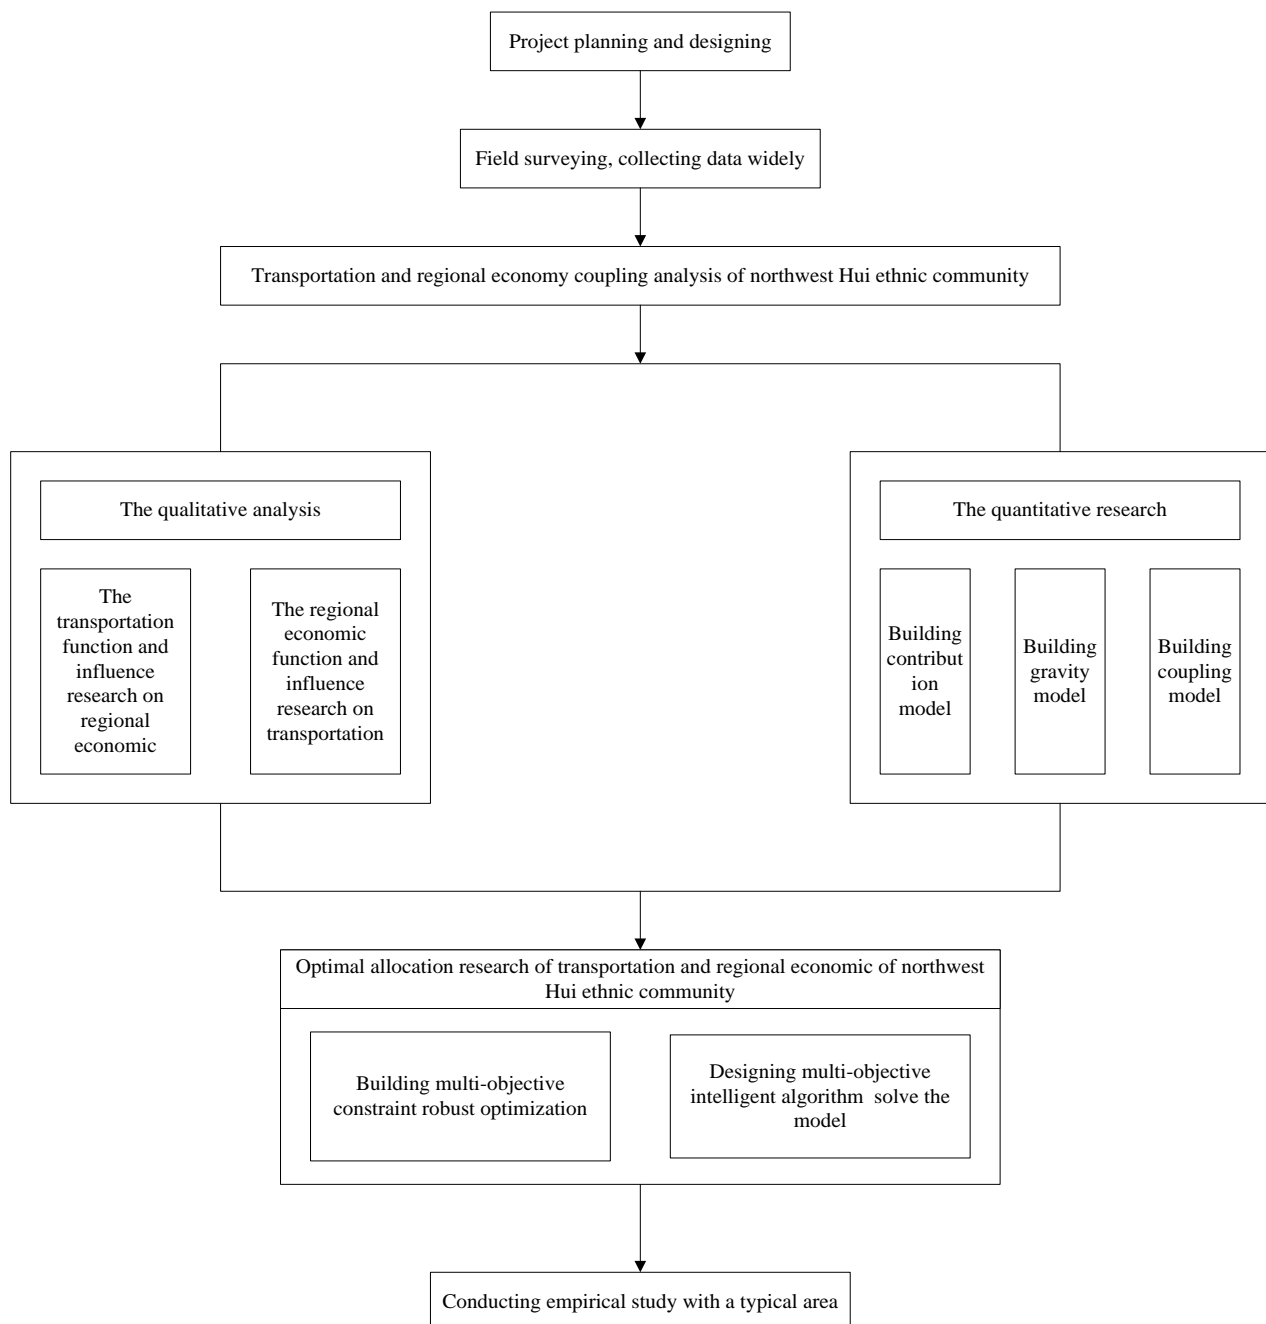 Project planning and designing
Field surveying, collecting data widely
Transportation and regional economy coupling analysis of northwest Hui ethnic community
The qualitative analysis
The
transportation
function and
influence
research on
regional
economic
The regional
economic
function and
influence
research on
transportation
The quantitative research
Building
contribut
ion
model
Building
gravity
model
Building
coupling
model
Optimal allocation research of transportation and regional economic of northwest
Hui ethnic community
Building multi-objective
constraint robust optimization
Designing multi-objective
intelligent algorithm  solve the
model
Conducting empirical study with a typical area